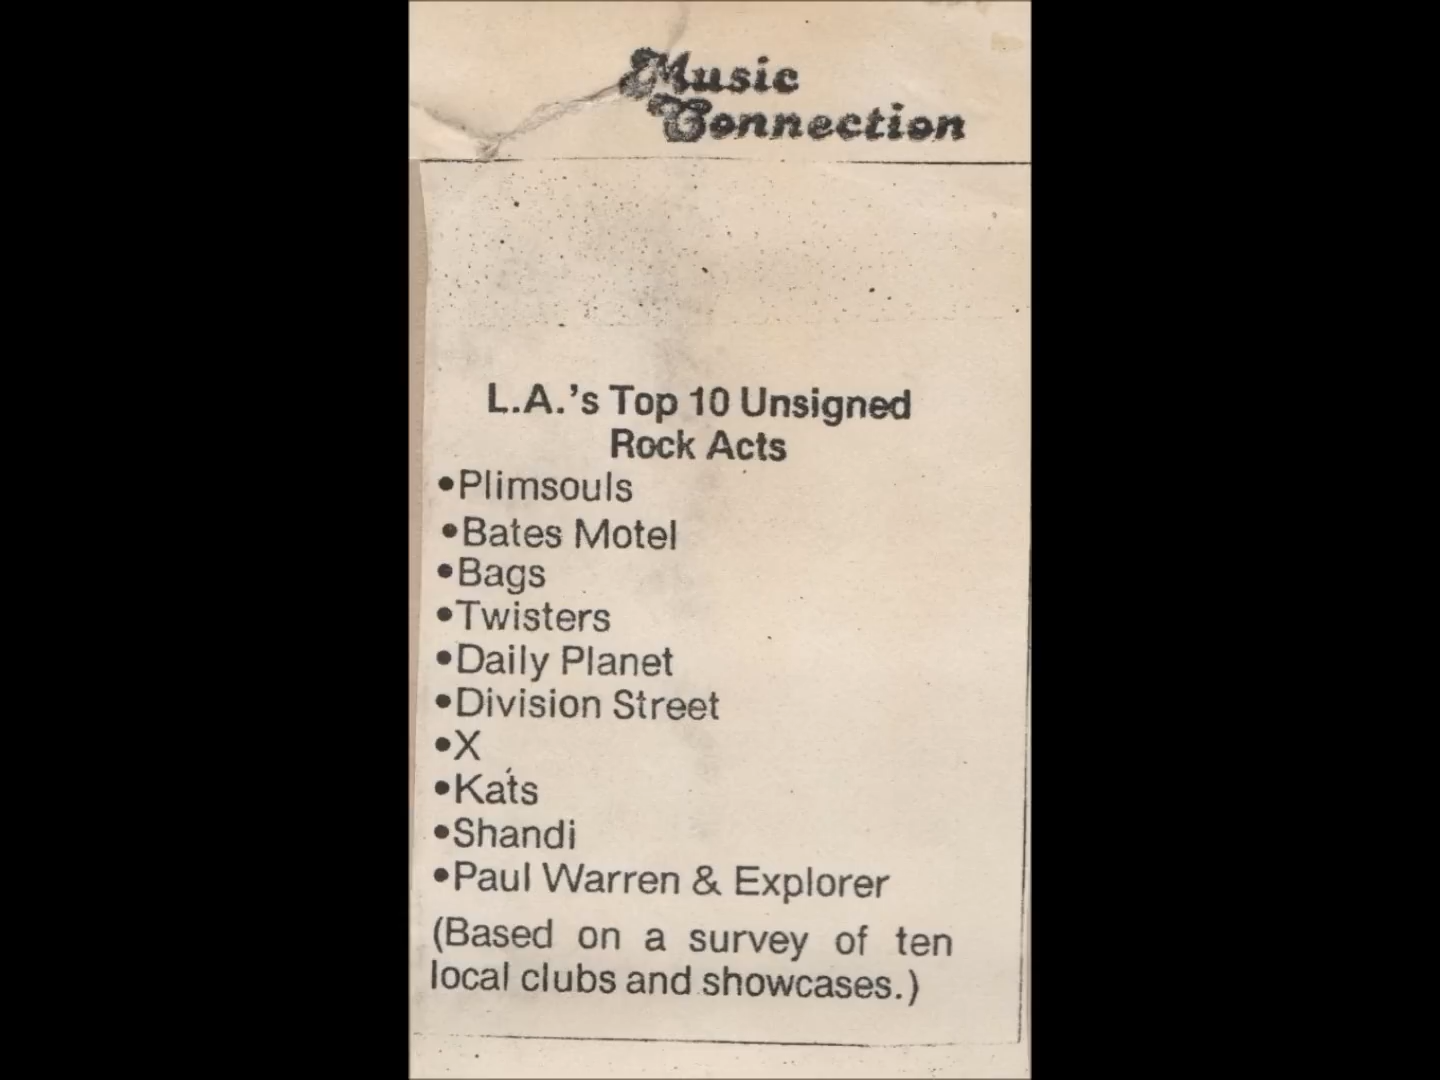 Music
Connection
L.A.'s Top 10 Unsigned
Rock Acts
•Plimsouls
•Bates Motel
•Bags
•Twisters
•Daily Planet
•Division Street
•X
•Kats
•Shandi
•Paul Warren & Explorer
(Based on a survey of ten
local clubs and showcases.)